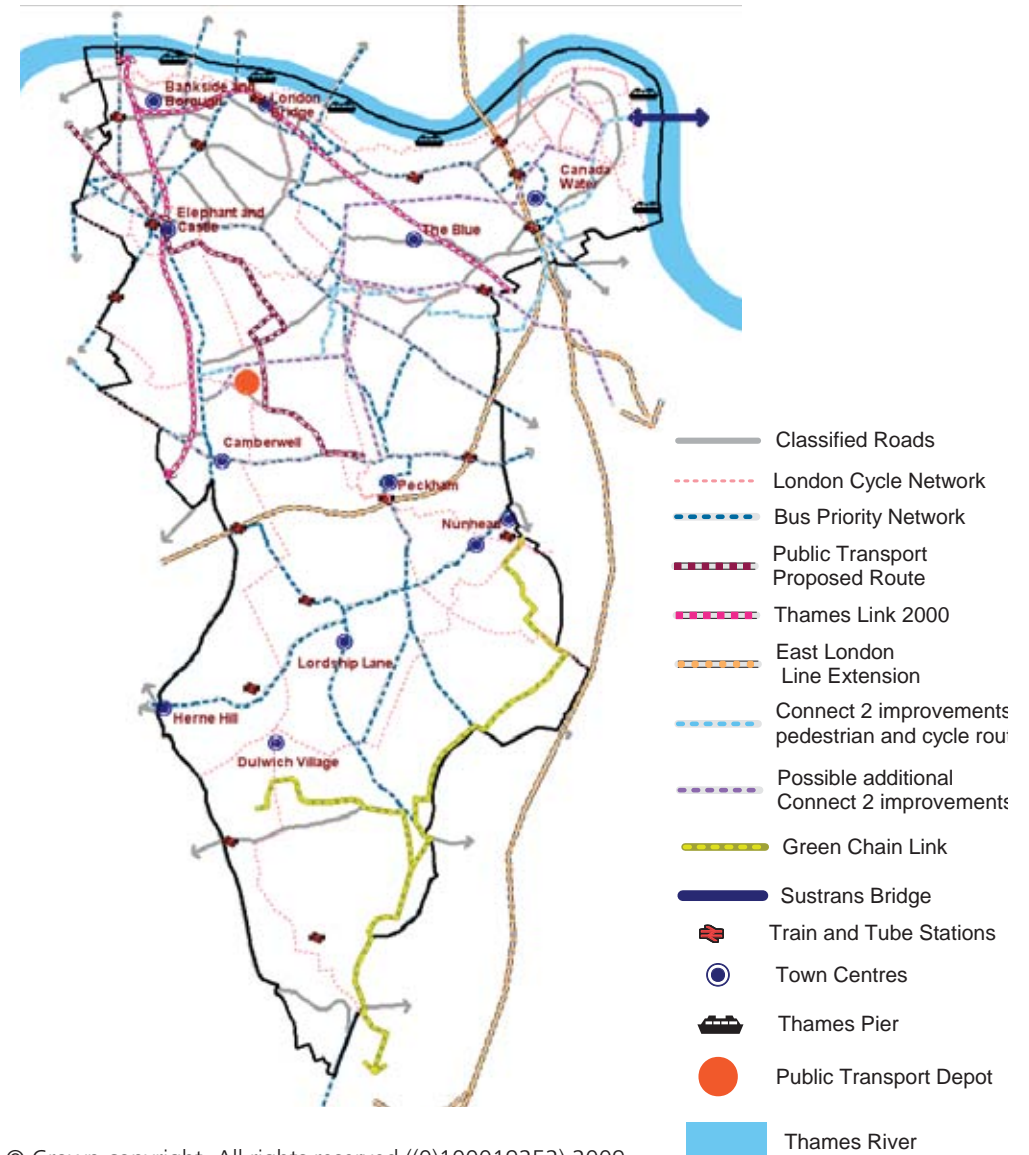 Bankside and
Borough
London
Bridge
Canada
Water
Elephant and
Castle
The Blue
Camberwell
Peckham
Nunhead
Lordship Lane
Herne Hill
Dulwich Village
Classified Roads
London Cycle Network
Bus Priority Network
Public Transport
Proposed Route
Thames Link 2000
East London
Line Extension
Connect 2 improvements
pedestrian and cycle rou
Possible additional
Connect 2 improvements
Green Chain Link
Sustrans Bridge
Train and Tube Stations
Town Centres
Thames Pier
Public Transport Depot
Thames River